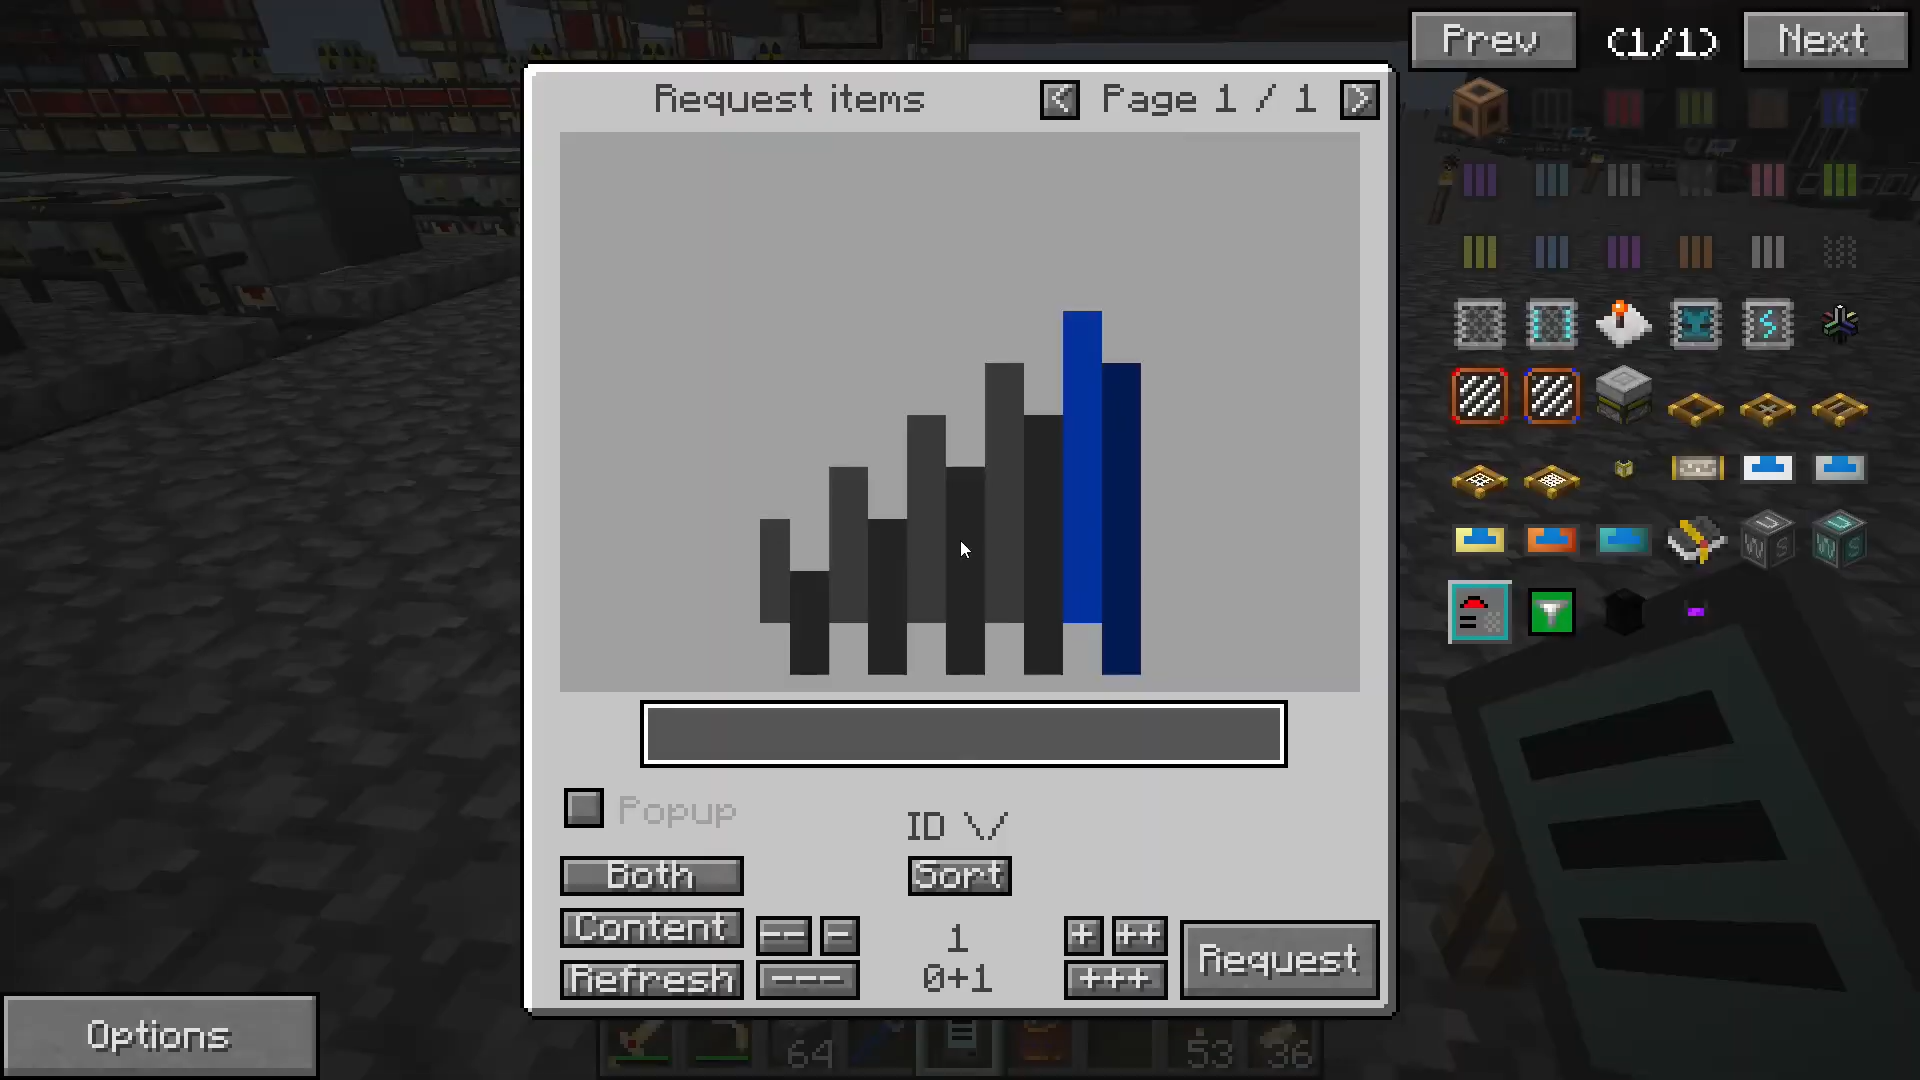 Prev (1/1) Next
Request items < Page 1 / 1 >
Popup
ID \/
Both Sort
Content -- - 1 + ++ Request
Refresh --- 0+1 +++
Options
64 53 36